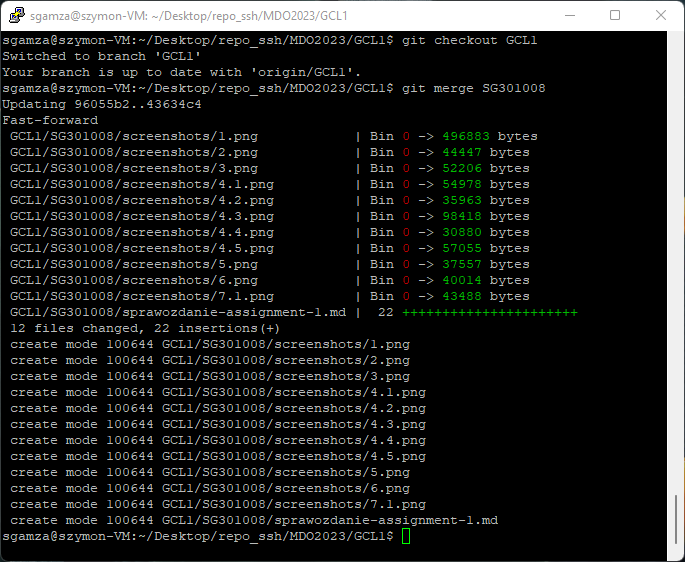 sgamza@szymon-VM: ~/Desktop/repo_ssh/MDO2023/GCL1
sgamza@szymon-VM:~/Desktop/repo_ssh/MDO2023/GCL1$ git checkout GCL1
Switched to branch 'GCL1'
Your branch is up to date with 'origin/GCL1'.
sgamza@szymon-VM:~/Desktop/repo_ssh/MDO2023/GCL1$ git merge SG301008
Updating 96055b2..43634c4
Fast-forward
 GCL1/SG301008/screenshots/1.png            | Bin 0 -> 496883 bytes
 GCL1/SG301008/screenshots/2.png            | Bin 0 -> 44447 bytes
 GCL1/SG301008/screenshots/3.png            | Bin 0 -> 52206 bytes
 GCL1/SG301008/screenshots/4.1.png          | Bin 0 -> 54978 bytes
 GCL1/SG301008/screenshots/4.2.png          | Bin 0 -> 35963 bytes
 GCL1/SG301008/screenshots/4.3.png          | Bin 0 -> 98418 bytes
 GCL1/SG301008/screenshots/4.4.png          | Bin 0 -> 30880 bytes
 GCL1/SG301008/screenshots/4.5.png          | Bin 0 -> 57055 bytes
 GCL1/SG301008/screenshots/5.png            | Bin 0 -> 37557 bytes
 GCL1/SG301008/screenshots/6.png            | Bin 0 -> 40014 bytes
 GCL1/SG301008/screenshots/7.1.png          | Bin 0 -> 43488 bytes
 GCL1/SG301008/sprawozdanie-assignment-1.md |  22 ++++++++++++++++++++++
 12 files changed, 22 insertions(+)
 create mode 100644 GCL1/SG301008/screenshots/1.png
 create mode 100644 GCL1/SG301008/screenshots/2.png
 create mode 100644 GCL1/SG301008/screenshots/3.png
 create mode 100644 GCL1/SG301008/screenshots/4.1.png
 create mode 100644 GCL1/SG301008/screenshots/4.2.png
 create mode 100644 GCL1/SG301008/screenshots/4.3.png
 create mode 100644 GCL1/SG301008/screenshots/4.4.png
 create mode 100644 GCL1/SG301008/screenshots/4.5.png
 create mode 100644 GCL1/SG301008/screenshots/5.png
 create mode 100644 GCL1/SG301008/screenshots/6.png
 create mode 100644 GCL1/SG301008/screenshots/7.1.png
 create mode 100644 GCL1/SG301008/sprawozdanie-assignment-1.md
sgamza@szymon-VM:~/Desktop/repo_ssh/MDO2023/GCL1$